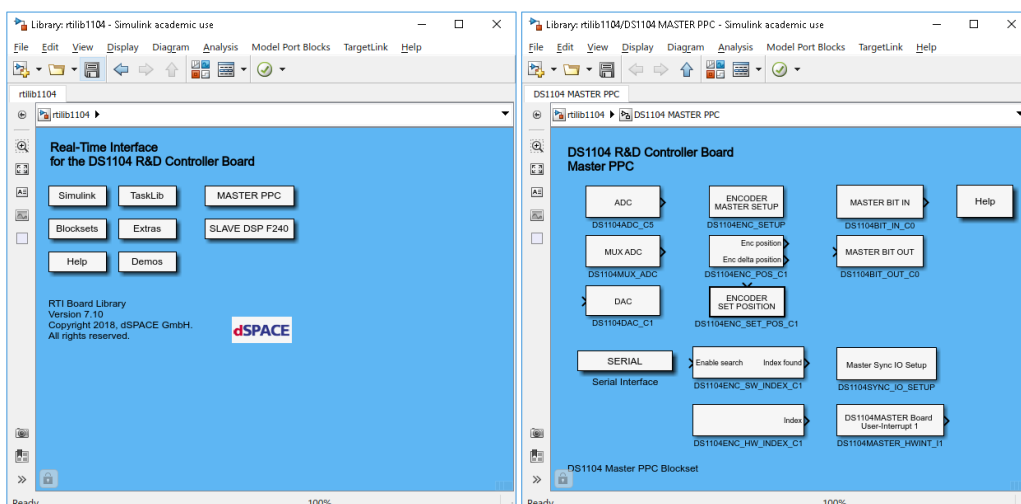 Library: rtilib1104 - Simulink academic use
File Edit View Display Diagram Analysis Model Port Blocks TargetLink Help
rtilib1104
rtilib1104
Real-Time Interface
for the DS1104 R&D Controller Board
Simulink
TaskLib
MASTER PPC
Blocksets
Extras
SLAVE DSP F240
Help
Demos
RTI Board Library
Version 7.10
Copyright 2018, dSPACE GmbH.
All rights reserved.
dSPACE
Ready 100%
Library: rtilib1104/DS1104 MASTER PPC - Simulink academic use
File Edit View Display Diagram Analysis Model Port Blocks TargetLink Help
DS1104 MASTER PPC
rtilib1104 DS1104 MASTER PPC
DS1104 R&D Controller Board
Master PPC
ADC
DS1104ADC_C5
ENCODER
MASTER SETUP
DS1104ENC_SETUP
MASTER BIT IN
DS1104BIT_IN_C0
Help
MUX ADC
DS1104MUX_ADC
Enc position
Enc delta position
DS1104ENC_POS_C1
MASTER BIT OUT
DS1104BIT_OUT_C0
DAC
DS1104DAC_C1
ENCODER
SET POSITION
DS1104ENC_SET_POS_C1
SERIAL
Serial Interface
Enable search Index found
DS1104ENC_SW_INDEX_C1
Master Sync IO Setup
DS1104SYNC_IO_SETUP
Index
DS1104ENC_HW_INDEX_C1
DS1104MASTER Board
User-Interrupt 1
DS1104MASTER_HWINT_I1
DS1104 Master PPC Blockset
Ready 100%